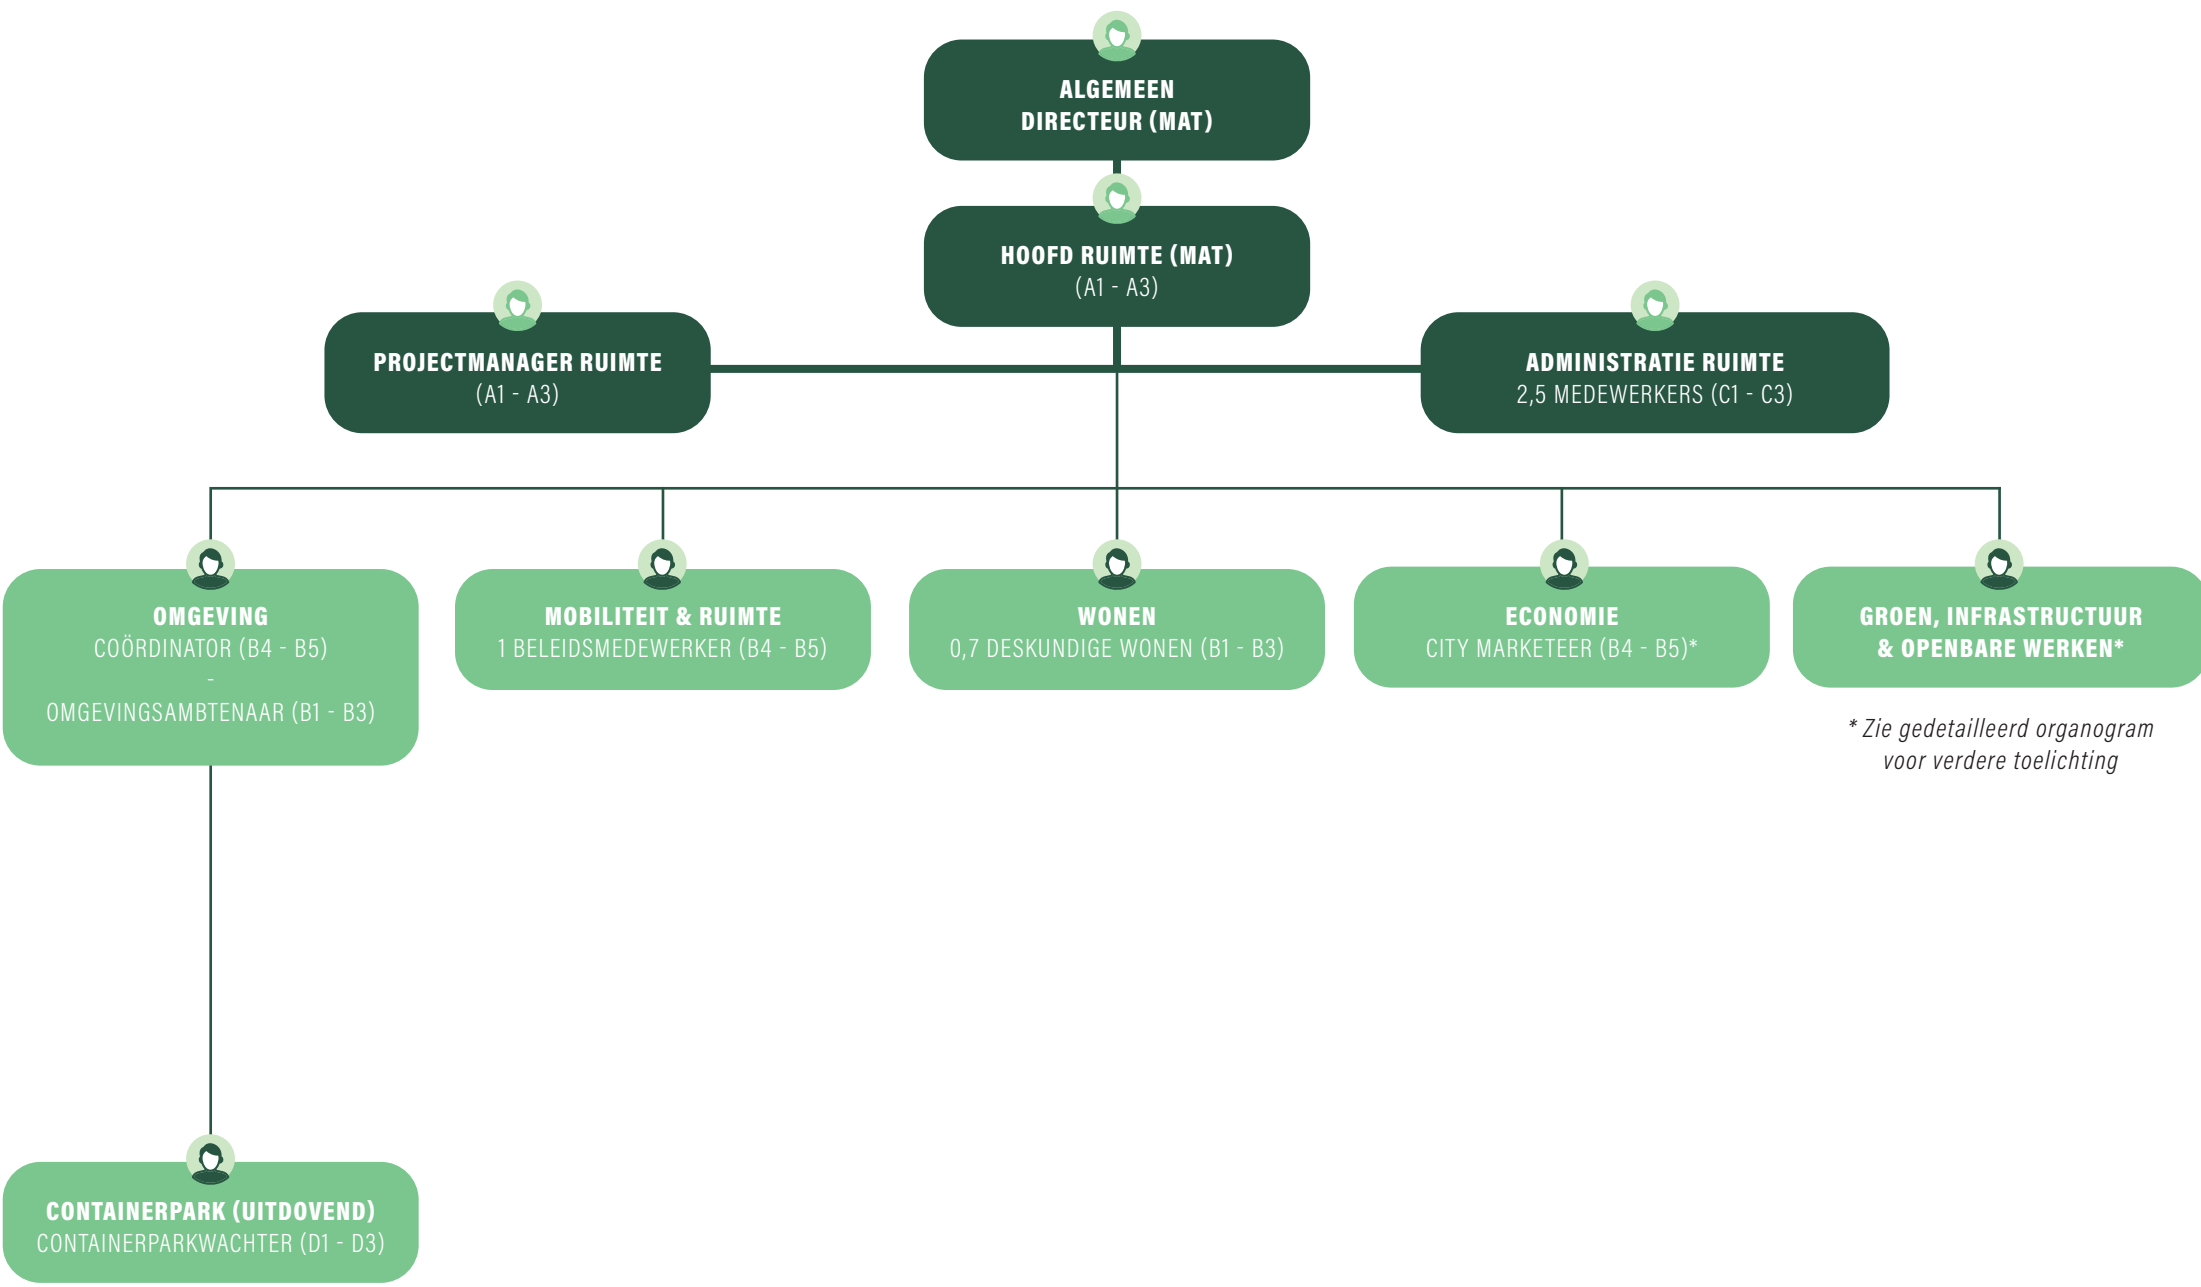 ALGEMEEN
DIRECTEUR (MAT)
HOOFD RUIMTE (MAT)
(A1 - A3)
PROJECTMANAGER RUIMTE
(A1 - A3)
ADMINISTRATIE RUIMTE
2,5 MEDEWERKERS (C1 - C3)
OMGEVING
COÖRDINATOR (B4 - B5)
-
OMGEVINGSAMBTENAAR (B1 - B3)
MOBILITEIT & RUIMTE
1 BELEIDSMEDEWERKER (B4 - B5)
WONEN
0,7 DESKUNDIGE WONEN (B1 - B3)
ECONOMIE
CITY MARKETEER (B4 - B5)*
GROEN, INFRASTRUCTUUR
& OPENBARE WERKEN*
* Zie gedetailleerd organogram
voor verdere toelichting
CONTAINERPARK (UITDOVEND)
CONTAINERPARKWACHTER (D1 - D3)